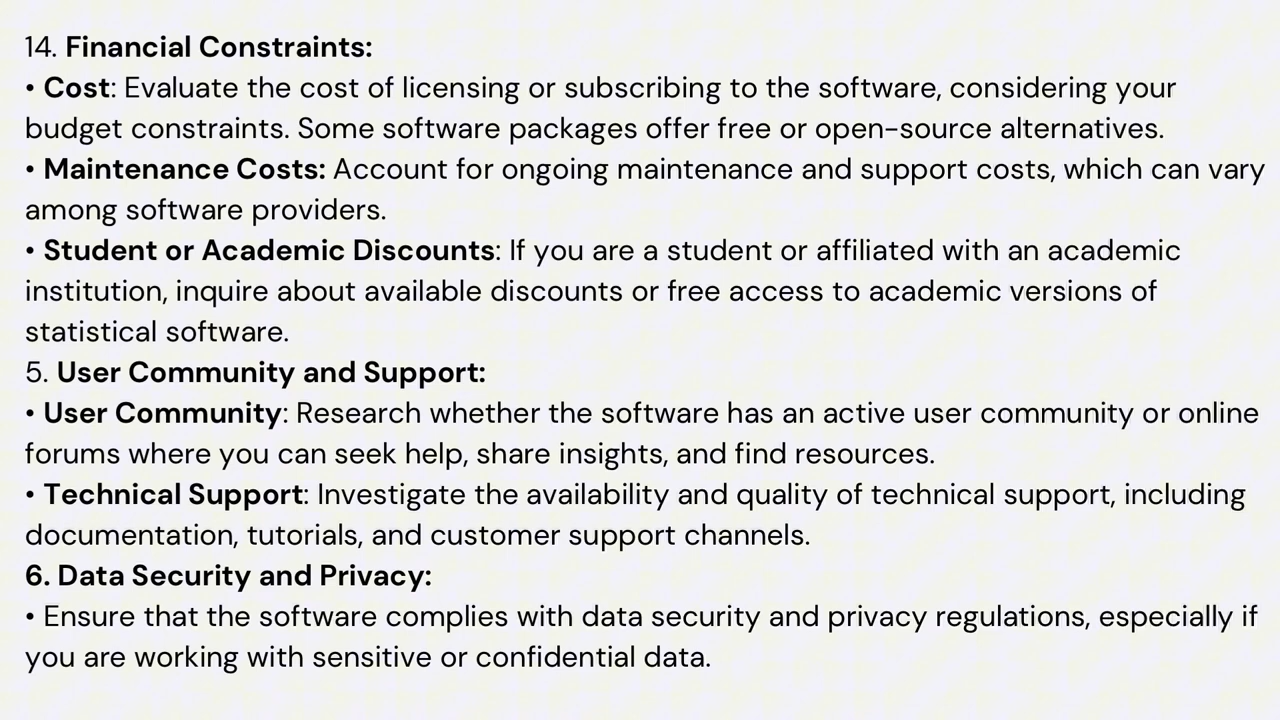 14. Financial Constraints:
• Cost: Evaluate the cost of licensing or subscribing to the software, considering your
budget constraints. Some software packages offer free or open-source alternatives.
• Maintenance Costs: Account for ongoing maintenance and support costs, which can vary
among software providers.
• Student or Academic Discounts: If you are a student or affiliated with an academic
institution, inquire about available discounts or free access to academic versions of
statistical software.
5. User Community and Support:
• User Community: Research whether the software has an active user community or online
forums where you can seek help, share insights, and find resources.
• Technical Support: Investigate the availability and quality of technical support, including
documentation, tutorials, and customer support channels.
6. Data Security and Privacy:
• Ensure that the software complies with data security and privacy regulations, especially if
you are working with sensitive or confidential data.